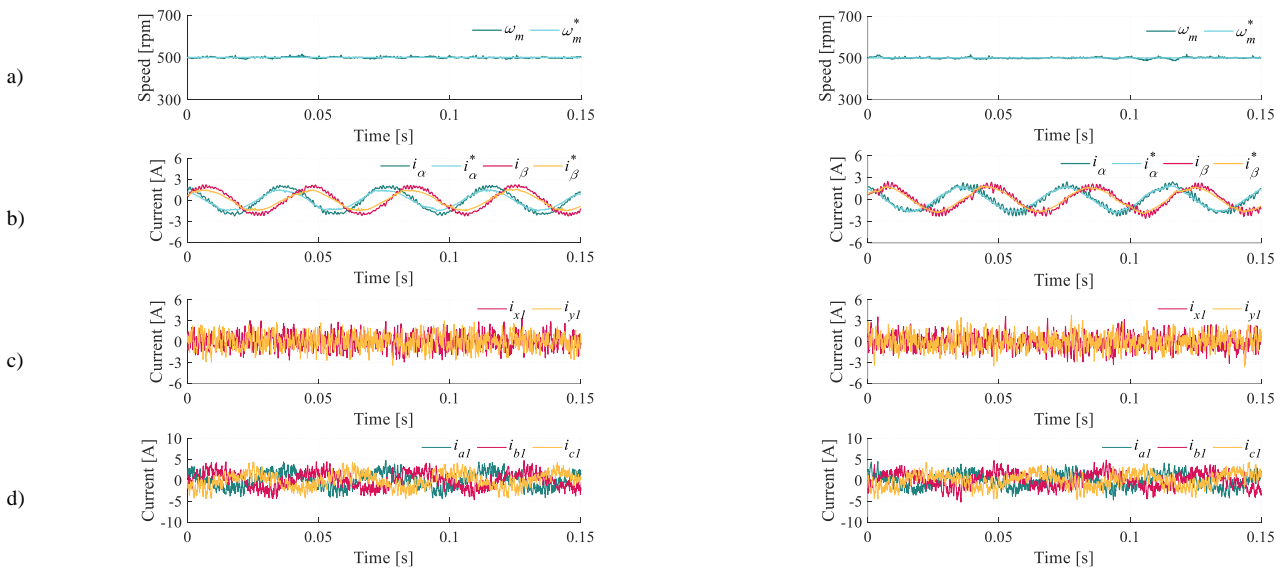 a)
Speed [rpm]
700
500
300
ω_m ω_m^*
0 0.05 0.1 0.15
Time [s]
Speed [rpm]
700
500
300
ω_m ω_m^*
0 0.05 0.1 0.15
Time [s]
b)
Current [A]
6
3
0
-3
-6
i_α i_α^* i_β i_β^*
0 0.05 0.1 0.15
Time [s]
Current [A]
6
3
0
-3
-6
i_α i_α^* i_β i_β^*
0 0.05 0.1 0.15
Time [s]
c)
Current [A]
6
3
0
-3
-6
i_x1 i_y1
0 0.05 0.1 0.15
Time [s]
Current [A]
6
3
0
-3
-6
i_x1 i_y1
0 0.05 0.1 0.15
Time [s]
d)
Current [A]
10
5
0
-5
-10
i_a1 i_b1 i_c1
0 0.05 0.1 0.15
Time [s]
Current [A]
10
5
0
-5
-10
i_a1 i_b1 i_c1
0 0.05 0.1 0.15
Time [s]